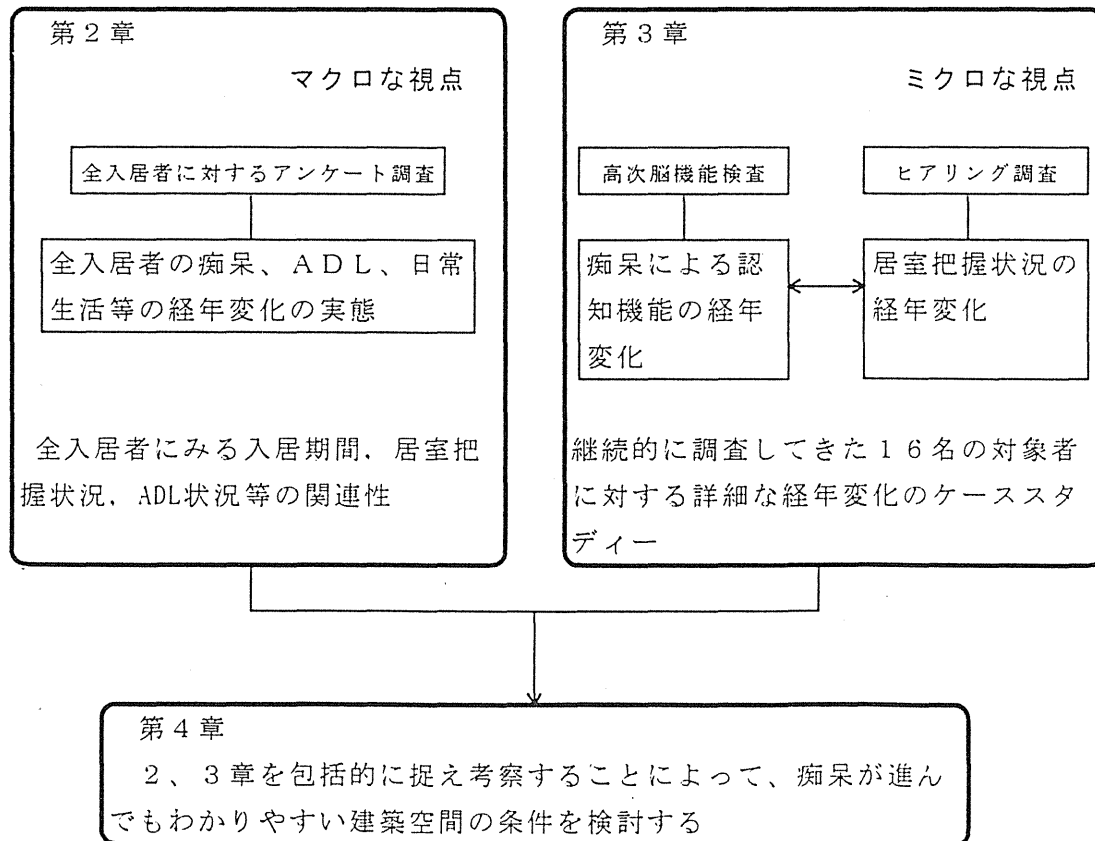 第２章
マクロな視点
全入居者に対するアンケート調査
全入居者の痴呆、ＡＤＬ、日常
生活等の経年変化の実態
全入居者にみる入居期間，居室把
握状況，ADL状況等の関連性
第３章
ミクロな視点
高次脳機能検査
ヒアリング調査
痴呆による認
知機能の経年
変化
居室把握状況の
経年変化
継続的に調査してきた１６名の対象者
に対する詳細な経年変化のケーススタ
ディー
第４章
２、３章を包括的に捉え考察することによって、痴呆が進ん
でもわかりやすい建築空間の条件を検討する